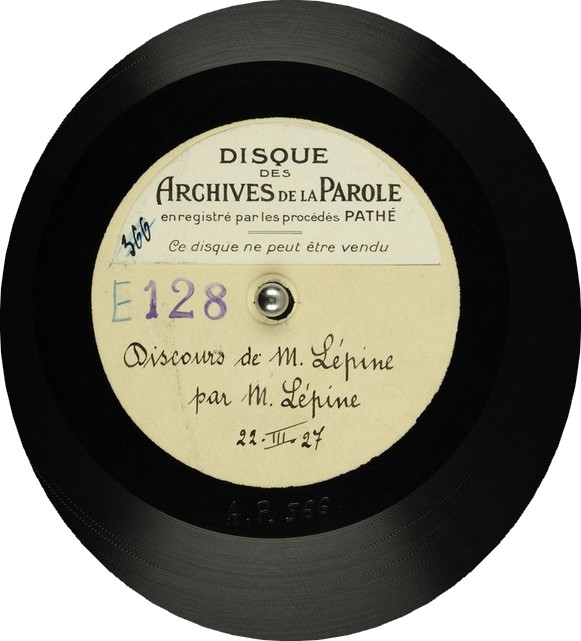 DISQUE
DES
ARCHIVES DE LA PAROLE
enregistré par les procédés PATHÉ
Ce disque ne peut être vendu
366
E128
Discours de M. Lépine
par M. Lépine
22-III-27
A.P. 566